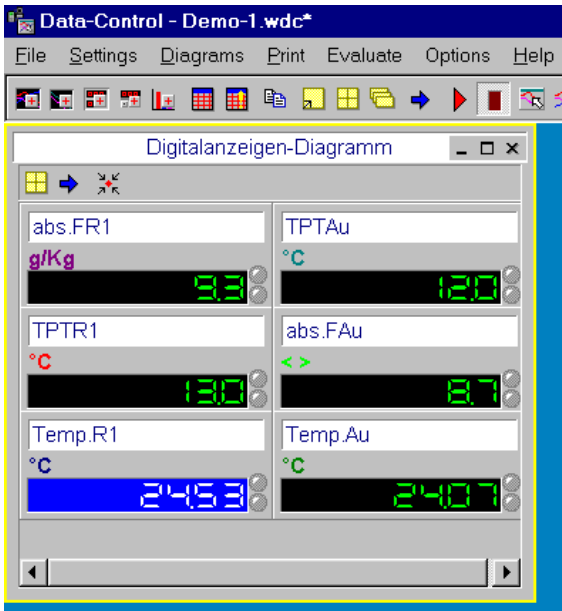 Data-Control - Demo-1.wdc*
File Settings Diagrams Print Evaluate Options Help
Digitalanzeigen-Diagramm
abs.FR1 TPTAu
g/Kg °C
9.3 12.0
TPTR1 abs.FAu
°C < >
13.0 8.7
Temp.R1 Temp.Au
°C °C
24.53 24.07